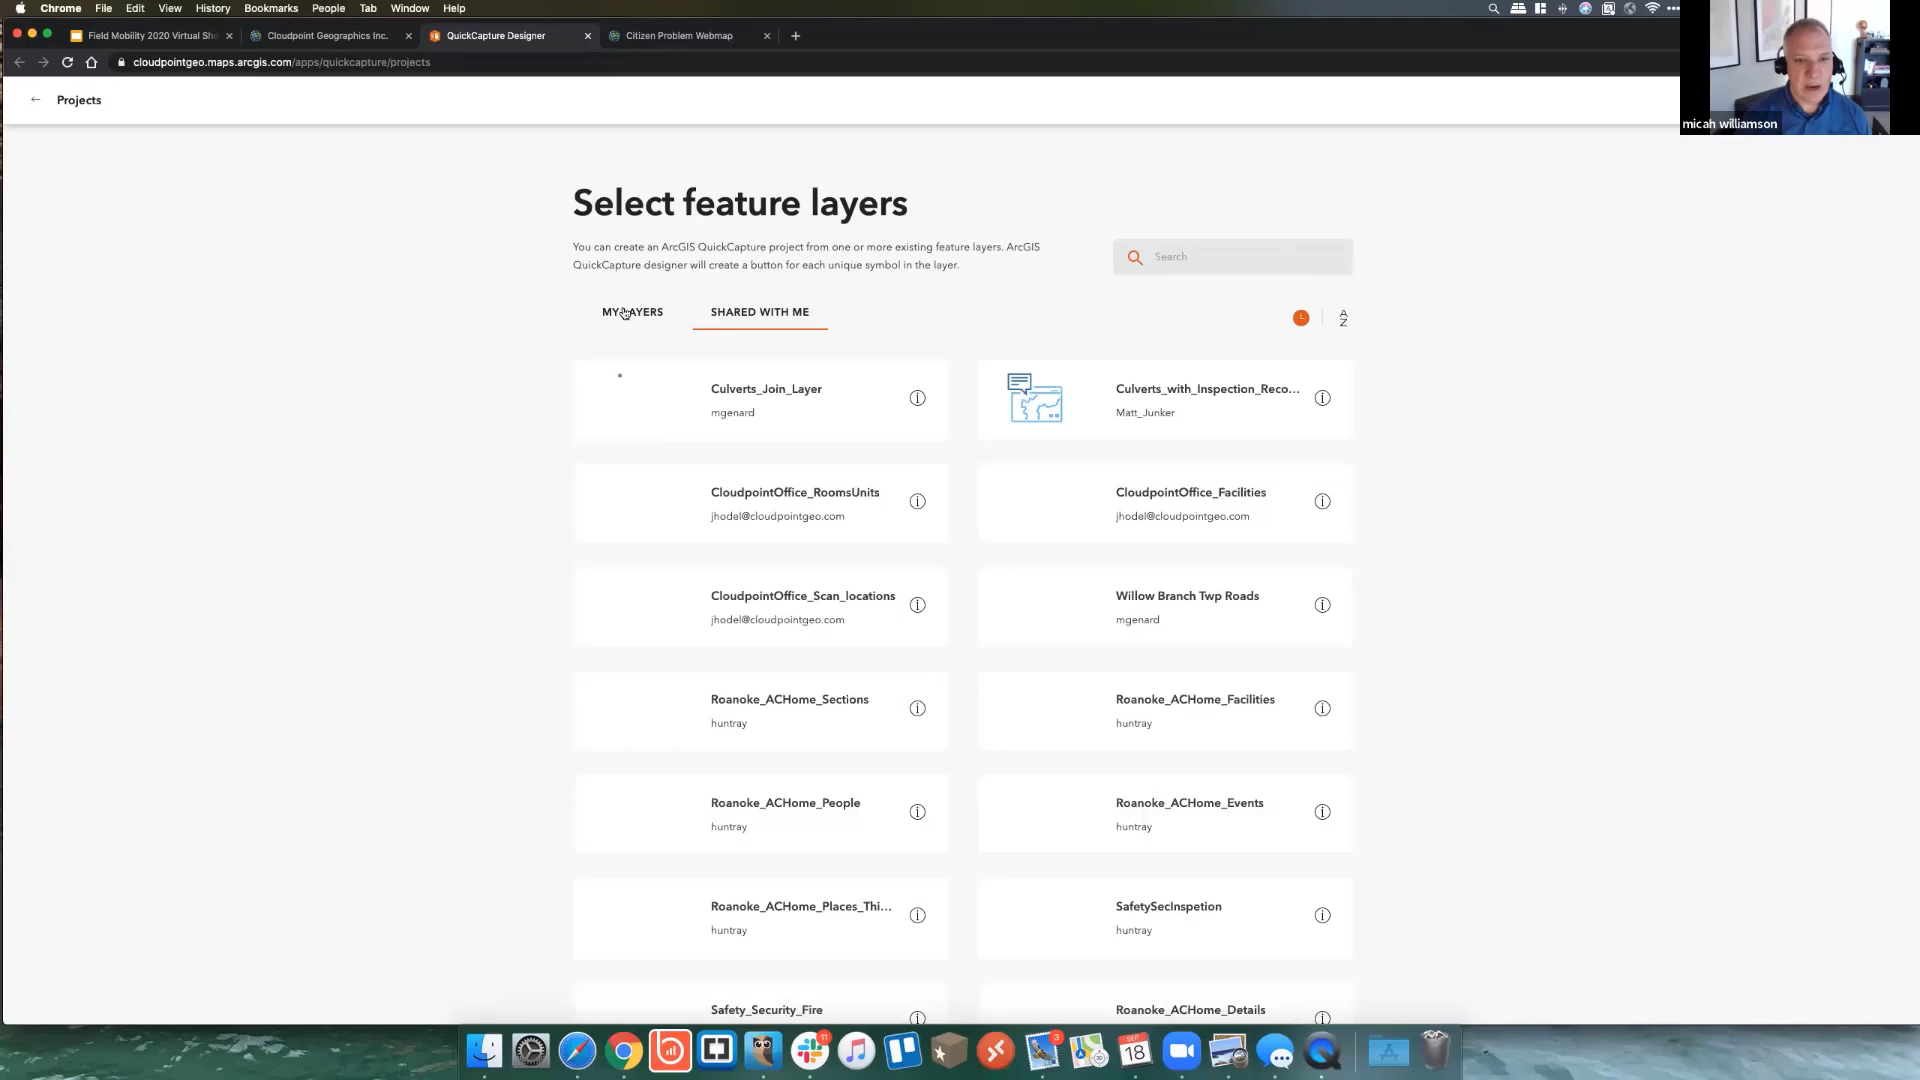 Chrome File Edit View History Bookmarks People Tab Window Help
Field Mobility 2020 Virtual Sho Cloudpoint Geographics Inc. QuickCapture Designer Citizen Problem Webmap
cloudpointgeo.maps.arcgis.com/apps/quickcapture/projects
Projects
micah williamson
Select feature layers
You can create an ArcGIS QuickCapture project from one or more existing feature layers. ArcGIS
QuickCapture designer will create a button for each unique symbol in the layer.
Search
MY LAYERS SHARED WITH ME
A
Z
Culverts_Join_Layer
mgenard
Culverts_with_Inspection_Reco...
Matt_Junker
CloudpointOffice_RoomsUnits
jhodel@cloudpointgeo.com
CloudpointOffice_Facilities
jhodel@cloudpointgeo.com
CloudpointOffice_Scan_locations
jhodel@cloudpointgeo.com
Willow Branch Twp Roads
mgenard
Roanoke_ACHome_Sections
huntray
Roanoke_ACHome_Facilities
huntray
Roanoke_ACHome_People
huntray
Roanoke_ACHome_Events
huntray
Roanoke_ACHome_Places_Thi...
huntray
SafetySecInspetion
huntray
Safety_Security_Fire
Roanoke_ACHome_Details
11
3
SEP
18